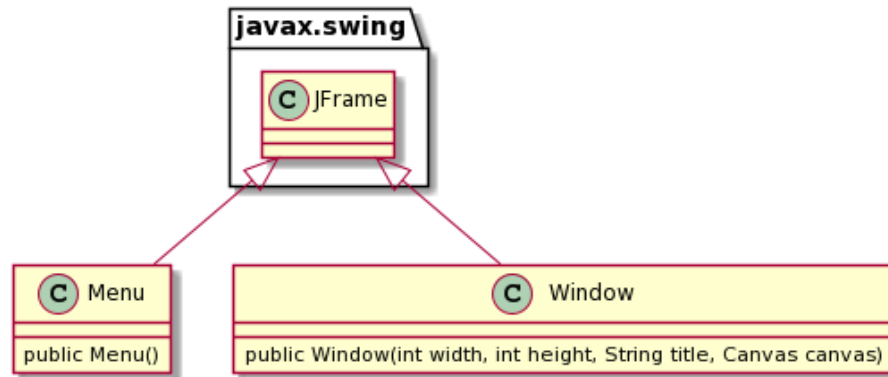 javax.swing
C JFrame
C Menu
public Menu()
C Window
public Window(int width, int height, String title, Canvas canvas)